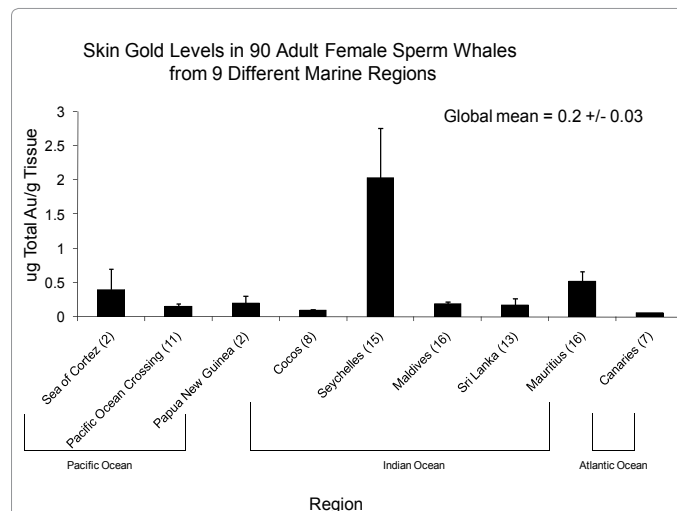 Skin Gold Levels in 90 Adult Female Sperm Whales
from 9 Different Marine Regions
Global mean = 0.2 +/- 0.03
ug Total Au/g Tissue
3
2.5
2
1.5
1
0.5
0
Sea of Cortez (2)
Pacific Ocean Crossing (11)
Papua New Guinea (2)
Cocos (8)
Seychelles (15)
Maldives (16)
Sri Lanka (13)
Mauritius (16)
Canaries (7)
Pacific Ocean
Indian Ocean
Atlantic Ocean
Region